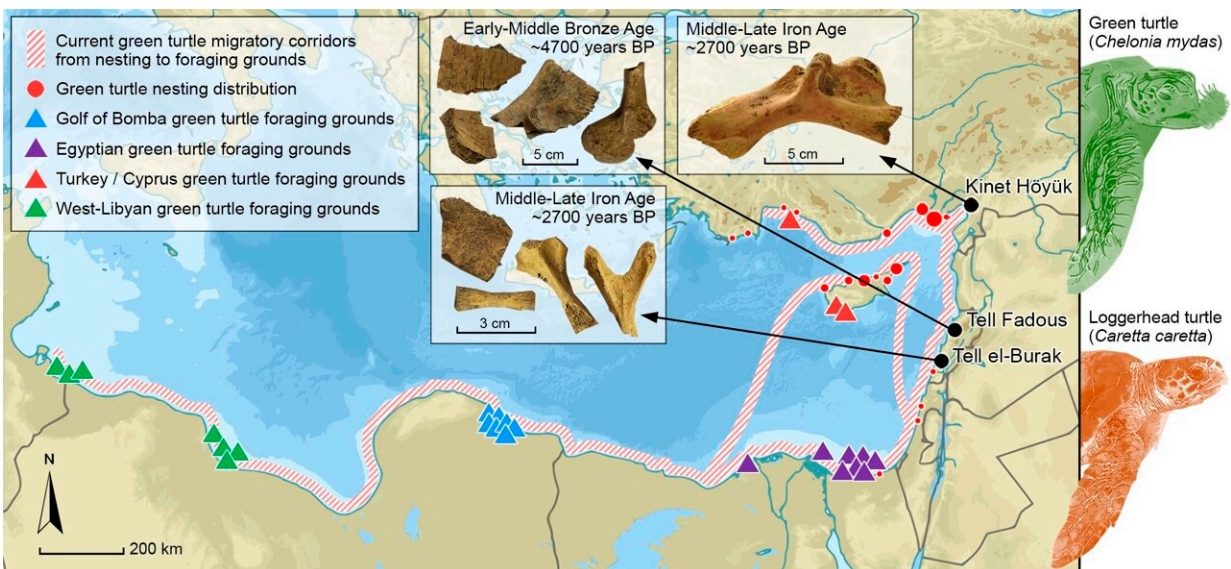 Current green turtle migratory corridors
from nesting to foraging grounds
Green turtle nesting distribution
Golf of Bomba green turtle foraging grounds
Egyptian green turtle foraging grounds
Turkey / Cyprus green turtle foraging grounds
West-Libyan green turtle foraging grounds
Early-Middle Bronze Age
~4700 years BP
5 cm
Middle-Late Iron Age
~2700 years BP
5 cm
Middle-Late Iron Age
~2700 years BP
3 cm
Kinet Höyük
Tell Fadous
Tell el-Burak
N
200 km
Green turtle
(Chelonia mydas)
Loggerhead turtle
(Caretta caretta)